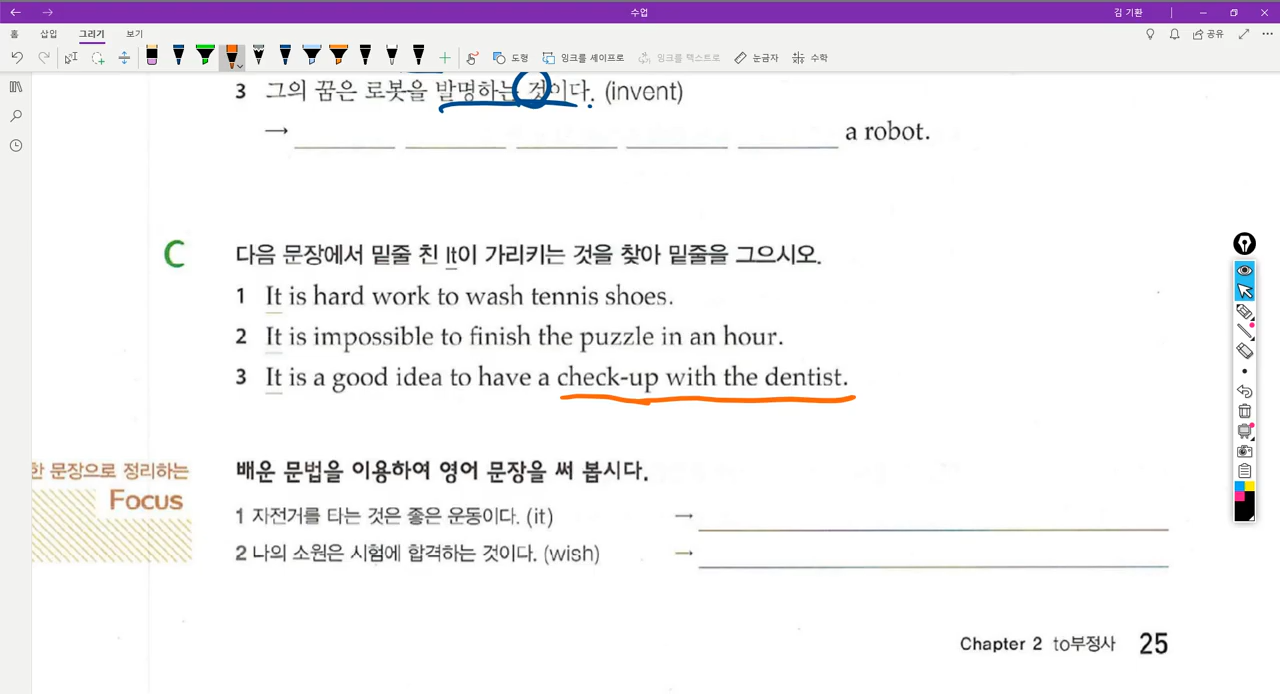 수업
김 기환
홈 삽입 그리기 보기
공유
도형 잉크를 셰이프로 잉크를 텍스트로 눈금자 수학
3 그의 꿈은 로봇을 발명하는 것이다. (invent)
→ _____ _____ _____ _____ _____ a robot.
C 다음 문장에서 밑줄 친 It이 가리키는 것을 찾아 밑줄을 그으시오.
1 It is hard work to wash tennis shoes.
2 It is impossible to finish the puzzle in an hour.
3 It is a good idea to have a check-up with the dentist.
한 문장으로 정리하는
Focus
배운 문법을 이용하여 영어 문장을 써 봅시다.
1 자전거를 타는 것은 좋은 운동이다. (it) →
2 나의 소원은 시험에 합격하는 것이다. (wish) →
Chapter 2 to부정사 25